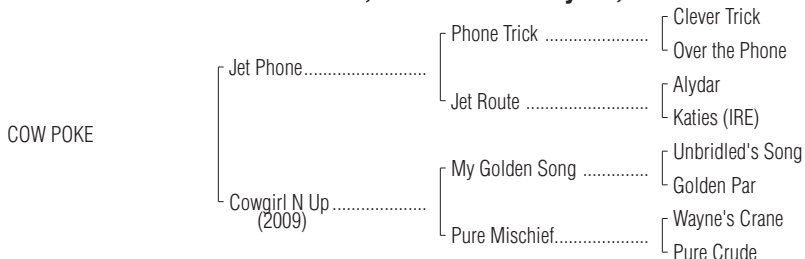 Clever Trick
Phone Trick ......................
Over the Phone
Jet Phone..........................
Alydar
Jet Route .........................
Katies (IRE)
COW POKE
Unbridled's Song
My Golden Song ..............
Golden Par
Cowgirl N Up ....................
(2009)
Wayne's Crane
Pure Mischief....................
Pure Crude